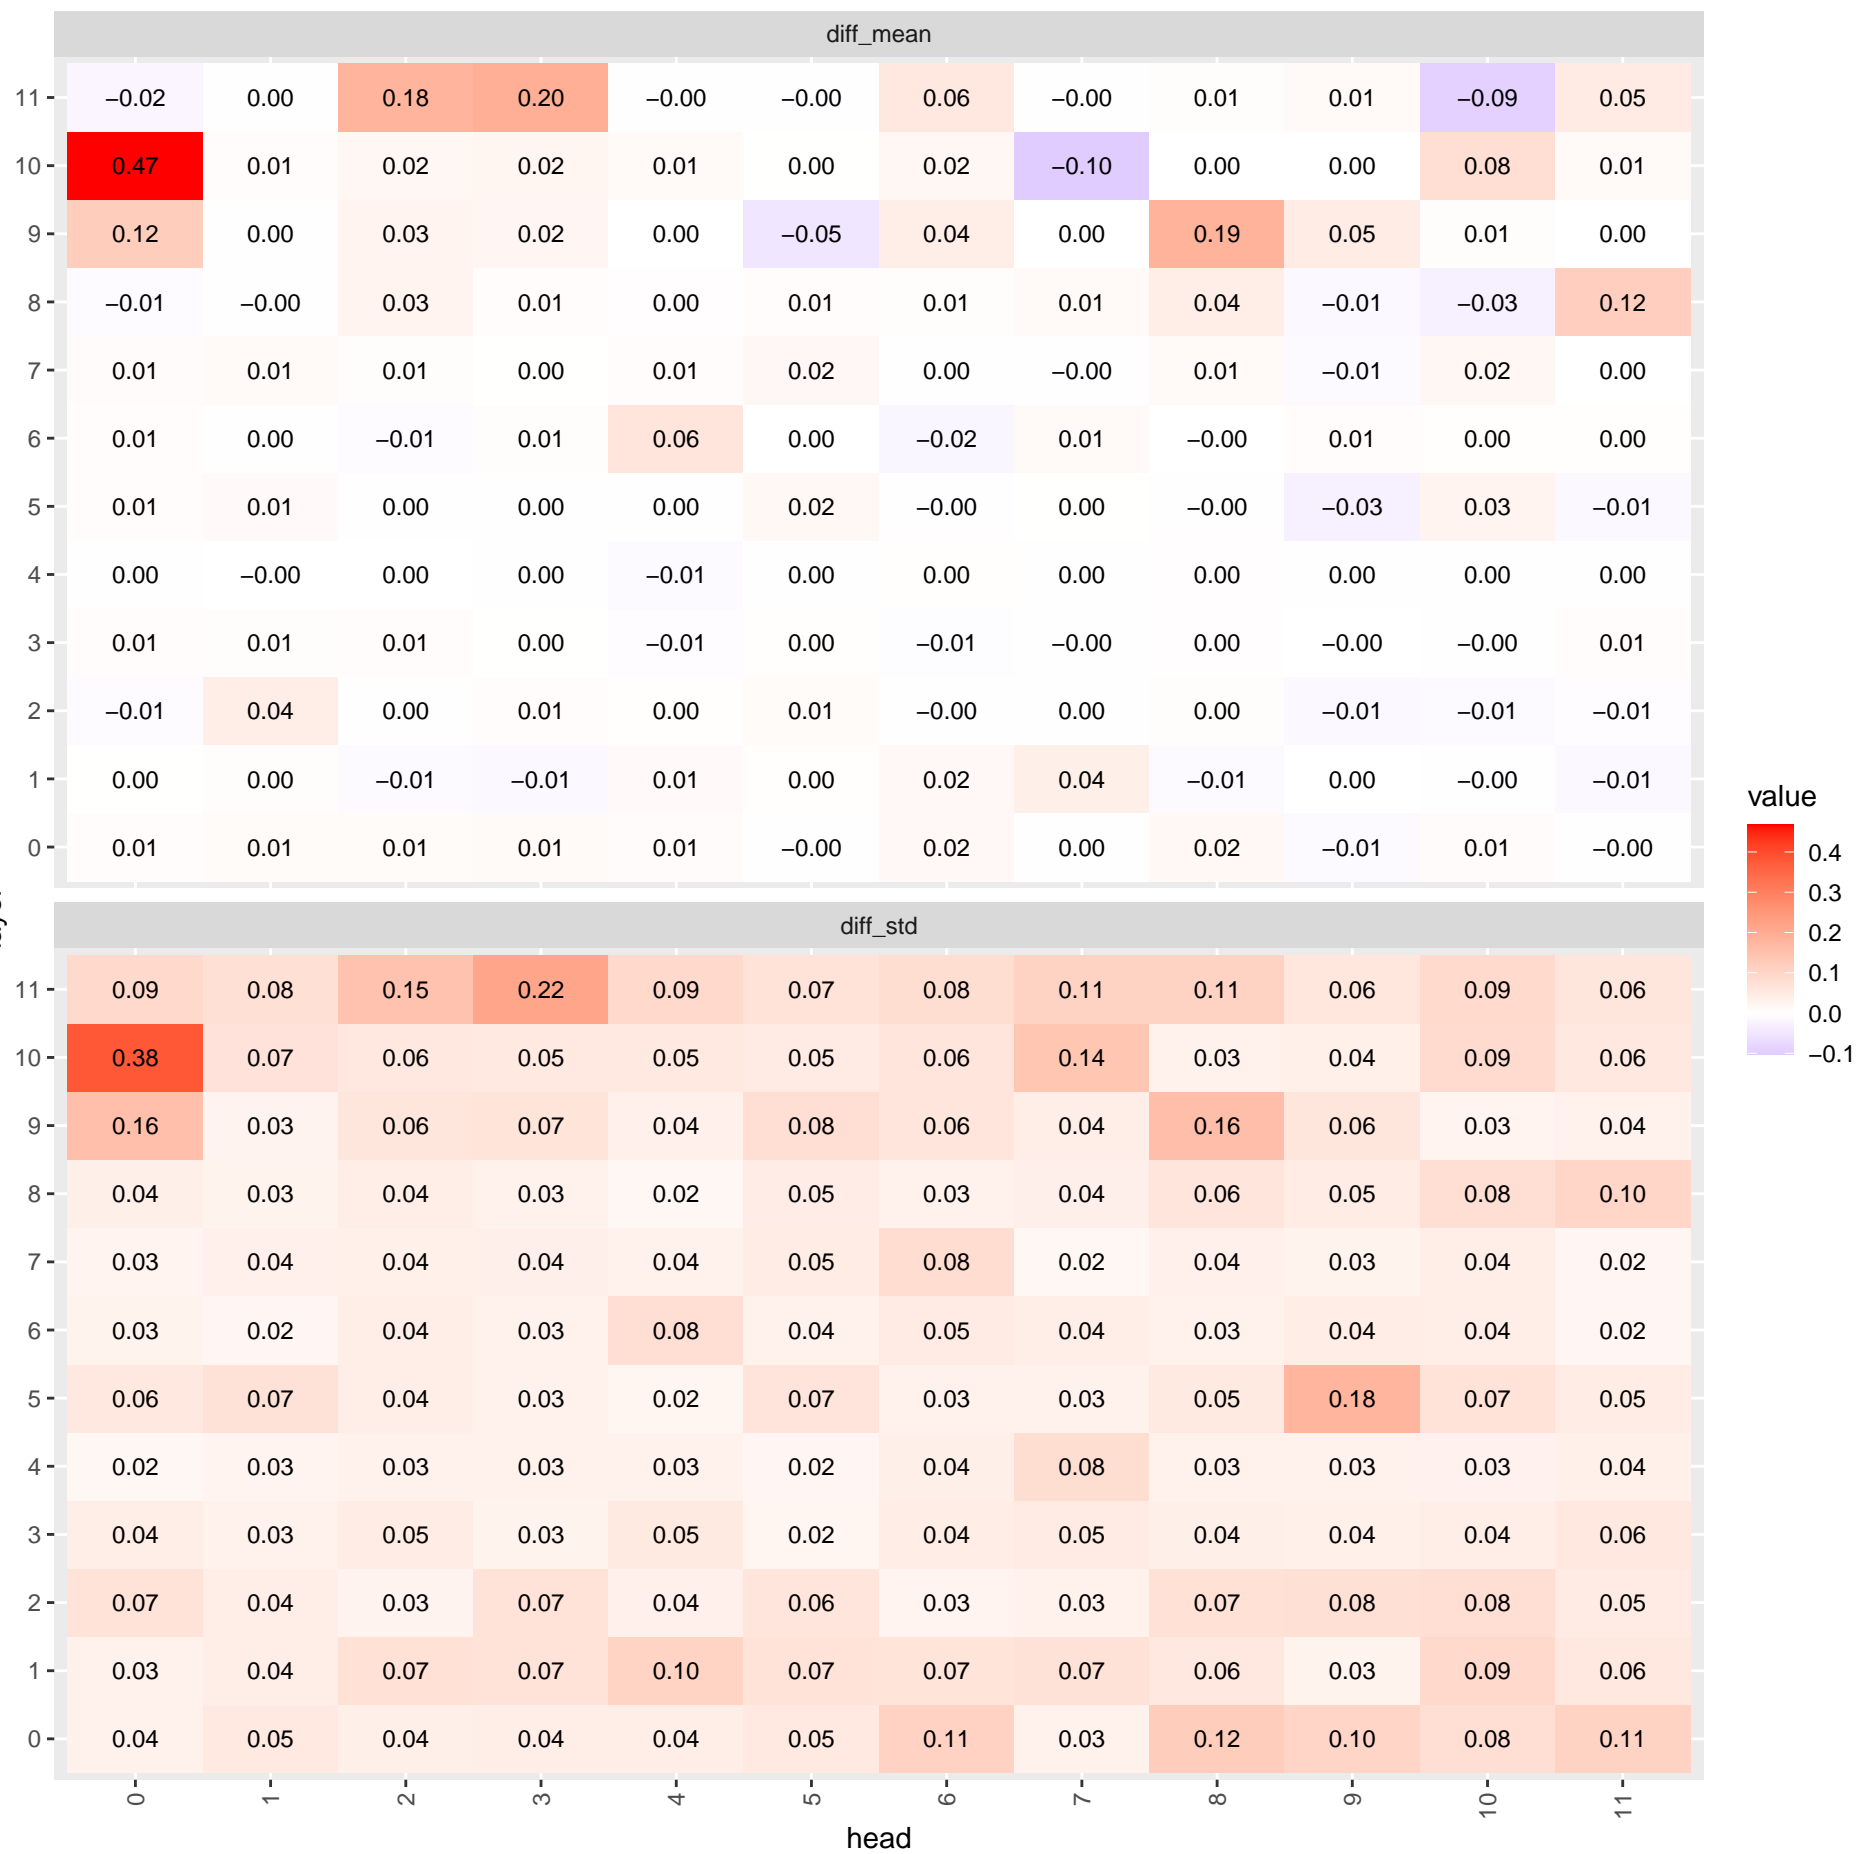 diff_mean
11 −0.02 0.00 0.18 0.20 −0.00 −0.00 0.06 −0.00 0.01 0.01 −0.09 0.05
10 0.47 0.01 0.02 0.02 0.01 0.00 0.02 −0.10 0.00 0.00 0.08 0.01
9 0.12 0.00 0.03 0.02 0.00 −0.05 0.04 0.00 0.19 0.05 0.01 0.00
8 −0.01 −0.00 0.03 0.01 0.00 0.01 0.01 0.01 0.04 −0.01 −0.03 0.12
7 0.01 0.01 0.01 0.00 0.01 0.02 0.00 −0.00 0.01 −0.01 0.02 0.00
6 0.01 0.00 −0.01 0.01 0.06 0.00 −0.02 0.01 −0.00 0.01 0.00 0.00
5 0.01 0.01 0.00 0.00 0.00 0.02 −0.00 0.00 −0.00 −0.03 0.03 −0.01
4 0.00 −0.00 0.00 0.00 −0.01 0.00 0.00 0.00 0.00 0.00 0.00 0.00
3 0.01 0.01 0.01 0.00 −0.01 0.00 −0.01 −0.00 0.00 −0.00 −0.00 0.01
2 −0.01 0.04 0.00 0.01 0.00 0.01 −0.00 0.00 0.00 −0.01 −0.01 −0.01
1 0.00 0.00 −0.01 −0.01 0.01 0.00 0.02 0.04 −0.01 0.00 −0.00 −0.01
0 0.01 0.01 0.01 0.01 0.01 −0.00 0.02 0.00 0.02 −0.01 0.01 −0.00
diff_std
11 0.09 0.08 0.15 0.22 0.09 0.07 0.08 0.11 0.11 0.06 0.09 0.06
10 0.38 0.07 0.06 0.05 0.05 0.05 0.06 0.14 0.03 0.04 0.09 0.06
9 0.16 0.03 0.06 0.07 0.04 0.08 0.06 0.04 0.16 0.06 0.03 0.04
8 0.04 0.03 0.04 0.03 0.02 0.05 0.03 0.04 0.06 0.05 0.08 0.10
7 0.03 0.04 0.04 0.04 0.04 0.05 0.08 0.02 0.04 0.03 0.04 0.02
6 0.03 0.02 0.04 0.03 0.08 0.04 0.05 0.04 0.03 0.04 0.04 0.02
5 0.06 0.07 0.04 0.03 0.02 0.07 0.03 0.03 0.05 0.18 0.07 0.05
4 0.02 0.03 0.03 0.03 0.03 0.02 0.04 0.08 0.03 0.03 0.03 0.04
3 0.04 0.03 0.05 0.03 0.05 0.02 0.04 0.05 0.04 0.04 0.04 0.06
2 0.07 0.04 0.03 0.07 0.04 0.06 0.03 0.03 0.07 0.08 0.08 0.05
1 0.03 0.04 0.07 0.07 0.10 0.07 0.07 0.07 0.06 0.03 0.09 0.06
0 0.04 0.05 0.04 0.04 0.04 0.05 0.11 0.03 0.12 0.10 0.08 0.11
0 1 2 3 4 5 6 7 8 9 10 11
head
value
0.4
0.3
0.2
0.1
0.0
−0.1